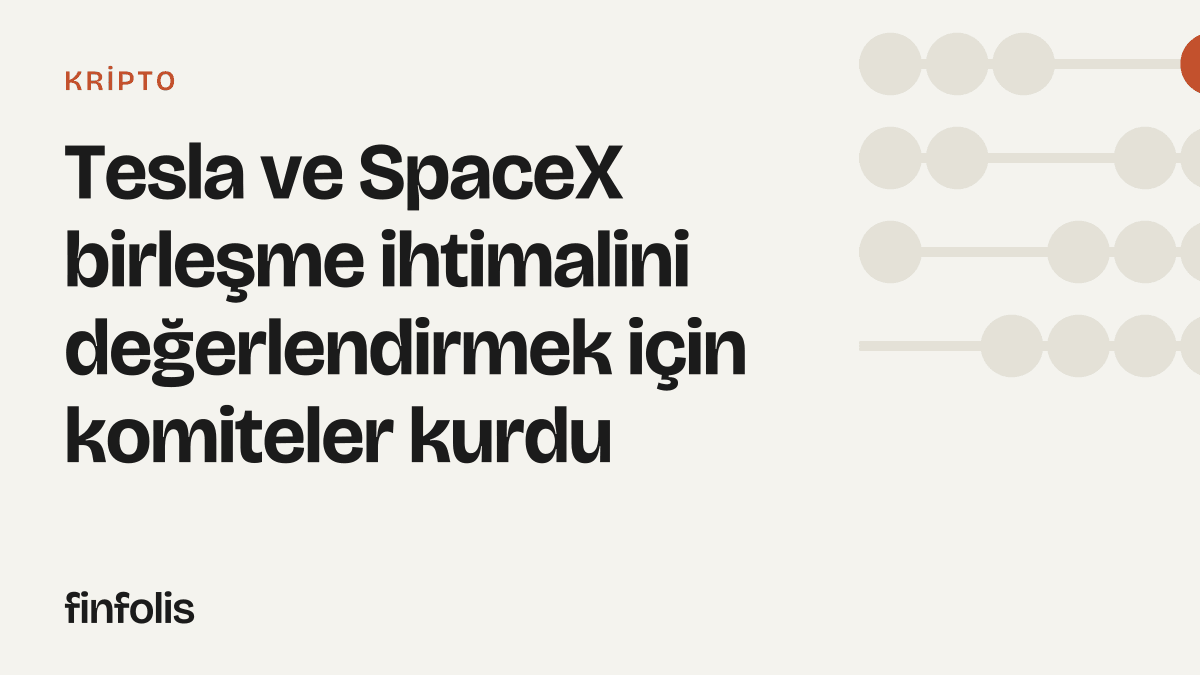 KRİPTO
Tesla ve SpaceX
birleşme ihtimalini
değerlendirmek için
komiteler kurdu
finfolis